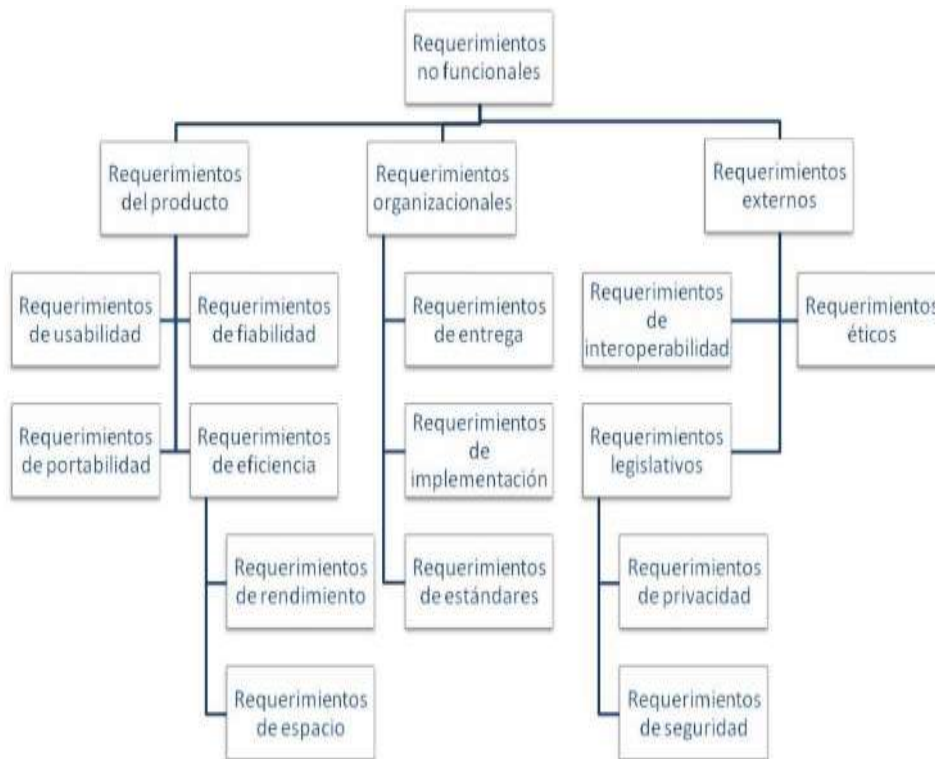 Requerimientos
no funcionales
Requerimientos
del producto
Requerimientos
organizacionales
Requerimientos
externos
Requerimientos
de usabilidad
Requerimientos
de fiabilidad
Requerimientos
de entrega
Requerimientos
de
interoperabilidad
Requerimientos
éticos
Requerimientos
de portabilidad
Requerimientos
de eficiencia
Requerimientos
de
implementación
Requerimientos
legislativos
Requerimientos
de rendimiento
Requerimientos
de estándares
Requerimientos
de privacidad
Requerimientos
de espacio
Requerimientos
de seguridad